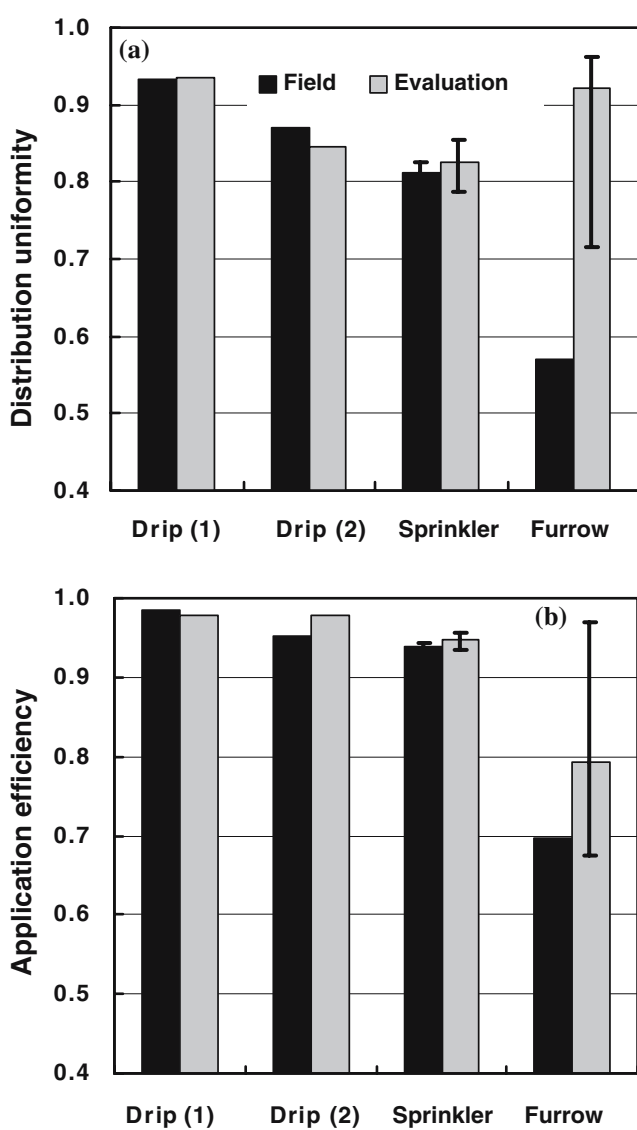 (a)
Field Evaluation
Distribution uniformity
1.0
0.9
0.8
0.7
0.6
0.5
0.4
Drip (1) Drip (2) Sprinkler Furrow
(b)
Application efficiency
1.0
0.9
0.8
0.7
0.6
0.5
0.4
Drip (1) Drip (2) Sprinkler Furrow